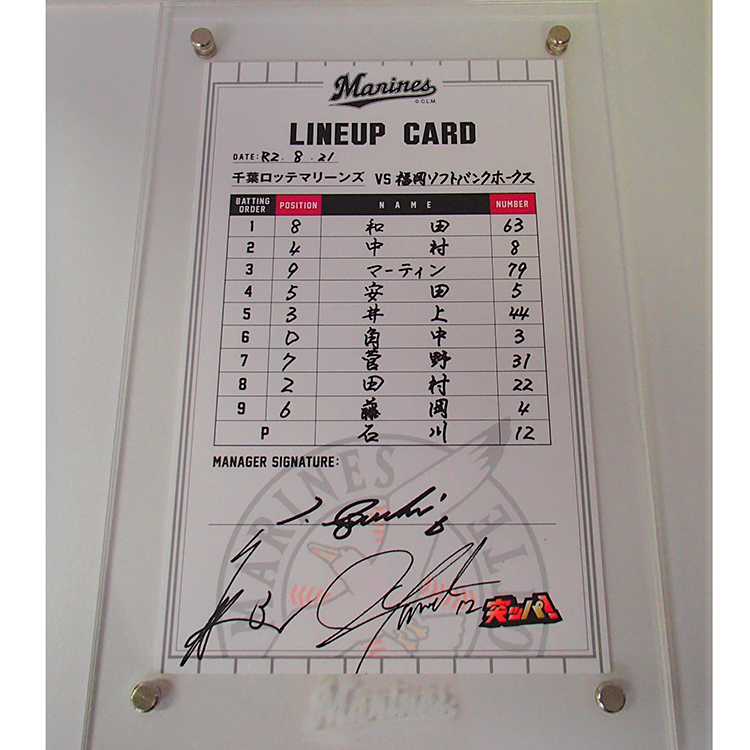 Marines
© C.L.M.
LINEUP CARD
DATE: R2. 8. 21
千葉ロッテマリーンズ VS 福岡ソフトバンクホークス
BATTING ORDER POSITION NAME NUMBER
1 8 和田 63
2 4 中村 8
3 9 マーティン 79
4 5 安田 5
5 3 井上 44
6 0 角中 3
7 7 菅野 31
8 2 田村 22
9 6 藤岡 4
P 石川 12
MANAGER SIGNATURE:
MARINES
12
突ッパ!
Marines